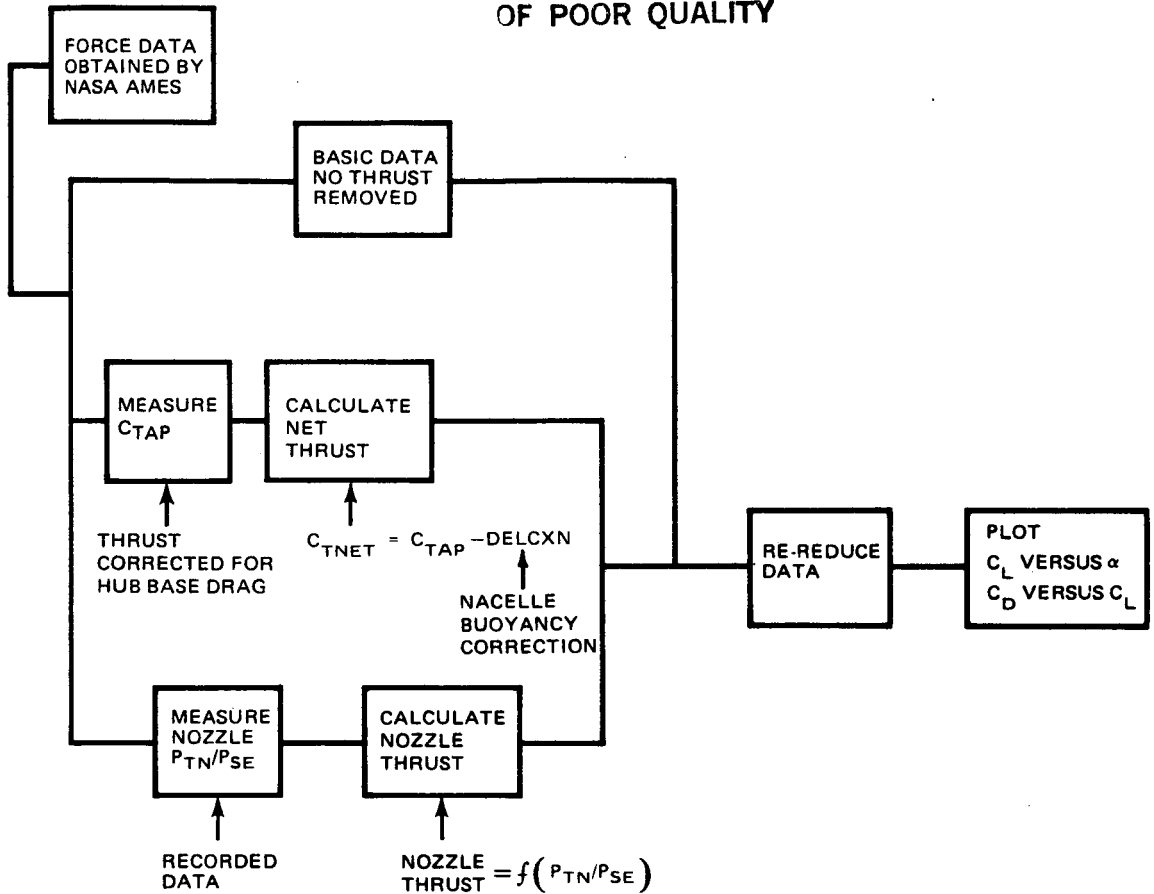 OF POOR QUALITY
FORCE DATA
OBTAINED BY
NASA AMES
BASIC DATA
NO THRUST
REMOVED
MEASURE
C_TAP
CALCULATE
NET
THRUST
THRUST
CORRECTED FOR
HUB BASE DRAG
C_TNET = C_TAP - DELCXN
NACELLE
BUOYANCY
CORRECTION
RE-REDUCE
DATA
PLOT
C_L VERSUS α
C_D VERSUS C_L
MEASURE
NOZZLE
P_TN/P_SE
CALCULATE
NOZZLE
THRUST
RECORDED
DATA
NOZZLE
THRUST = f(P_TN/P_SE)